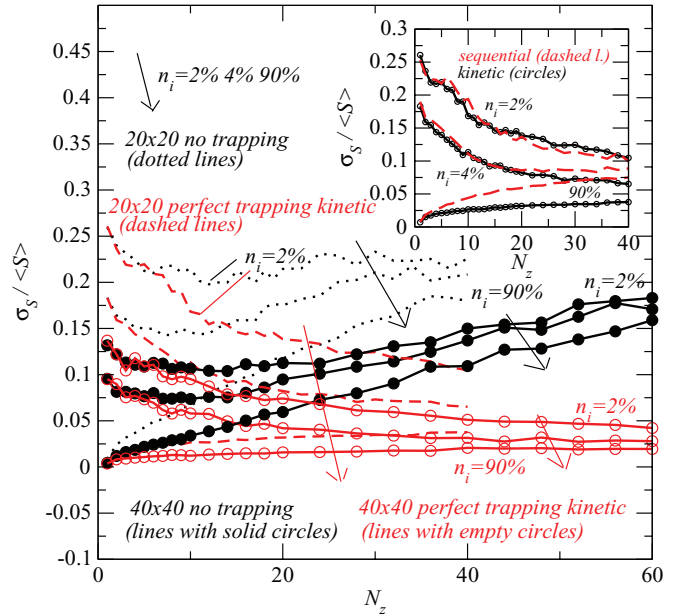 0.45
0.4
0.35
0.3
0.25
0.2
0.15
0.1
0.05
0
-0.05
-0.1
σ_S / <S>
0
20
40
60
N_z
n_i=2% 4% 90%
20x20 no trapping
(dotted lines)
20x20 perfect trapping kinetic
(dashed lines)
n_i=2%
n_i=90%
n_i=2%
n_i=2%
n_i=90%
40x40 no trapping
(lines with solid circles)
40x40 perfect trapping kinetic
(lines with empty circles)
0.3
0.25
0.2
0.15
0.1
0.05
0
σ_S / <S>
sequential (dashed l.)
kinetic (circles)
n_i=2%
n_i=4%
90%
0
10
20
30
40
N_z